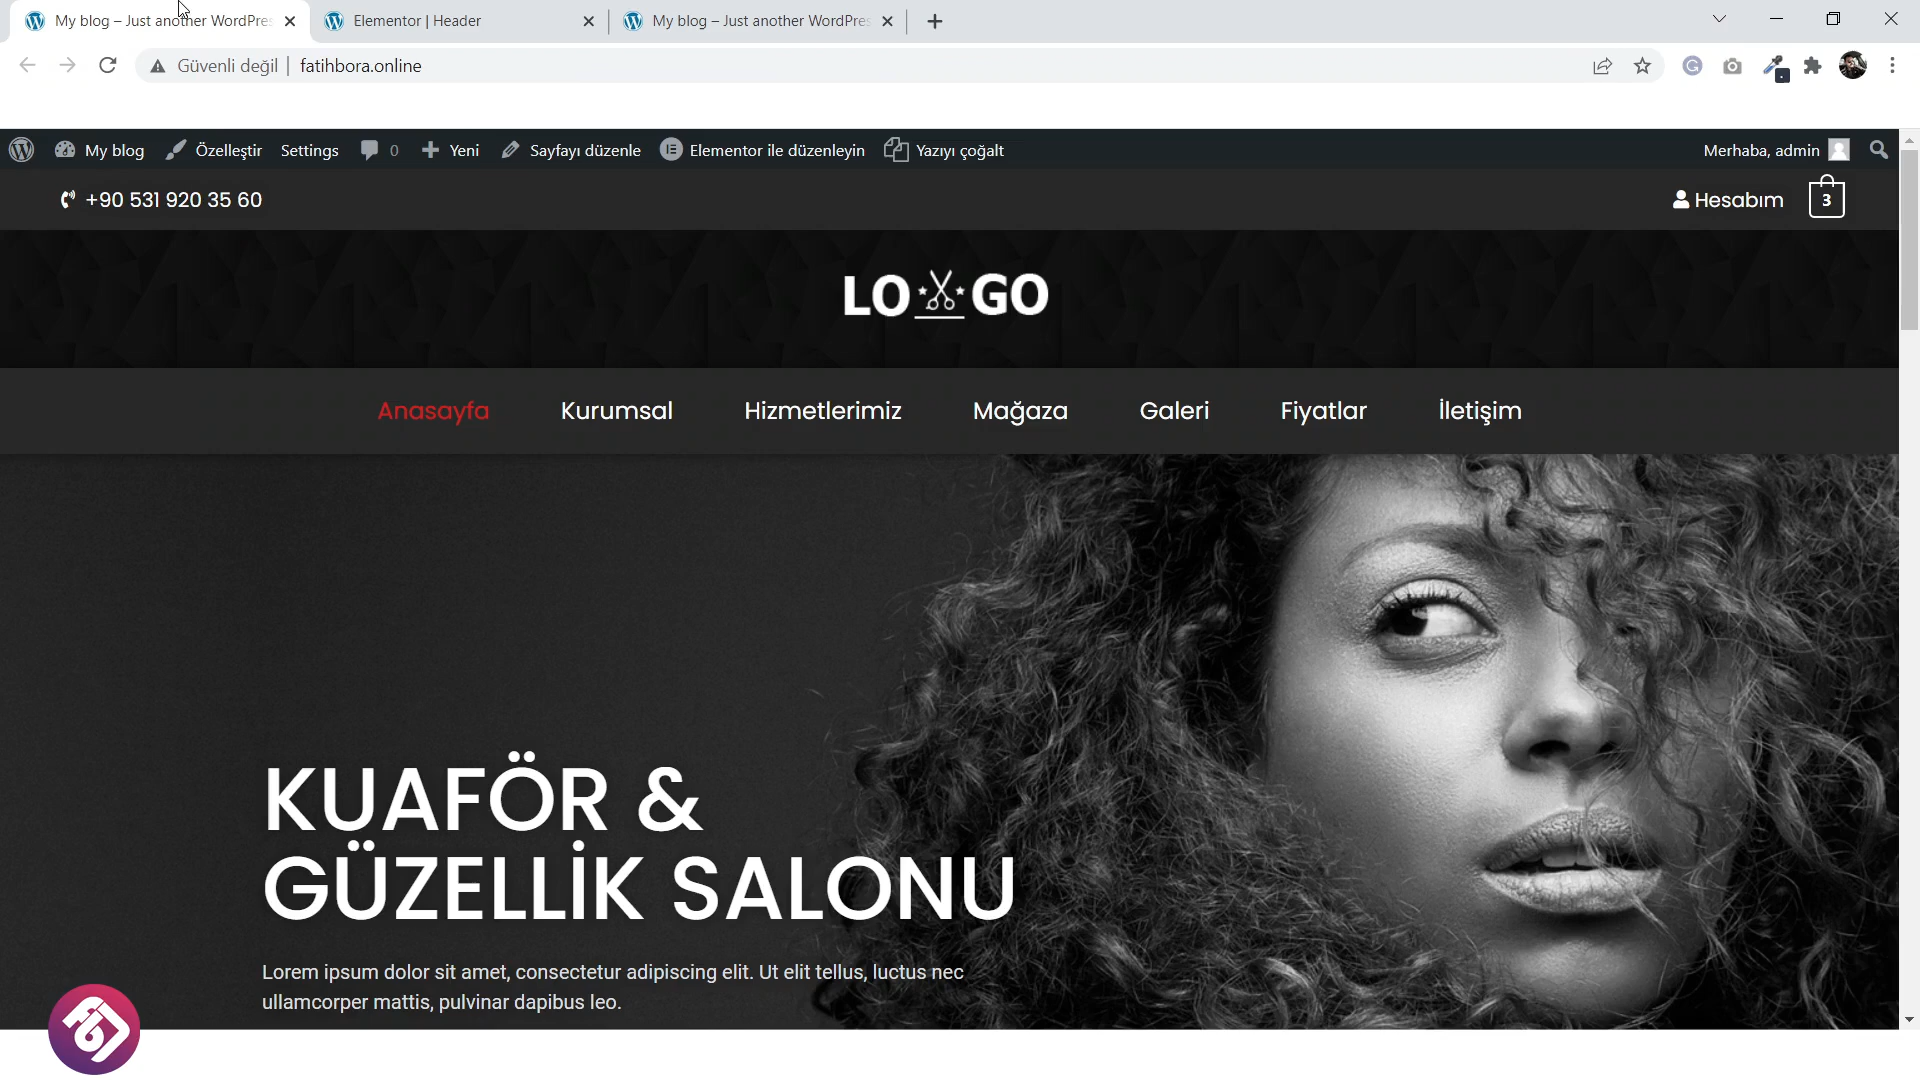 My blog – Just another WordPres
Elementor | Header
My blog – Just another WordPres
Güvenli değil | fatihbora.online
My blog
Özelleştir
Settings
0
Yeni
Sayfayı düzenle
Elementor ile düzenleyin
Yazıyı çoğalt
Merhaba, admin
+90 531 920 35 60
Hesabım
3
LO GO
Anasayfa
Kurumsal
Hizmetlerimiz
Mağaza
Galeri
Fiyatlar
İletişim
KUAFÖR &
GÜZELLİK SALONU
Lorem ipsum dolor sit amet, consectetur adipiscing elit. Ut elit tellus, luctus nec
ullamcorper mattis, pulvinar dapibus leo.